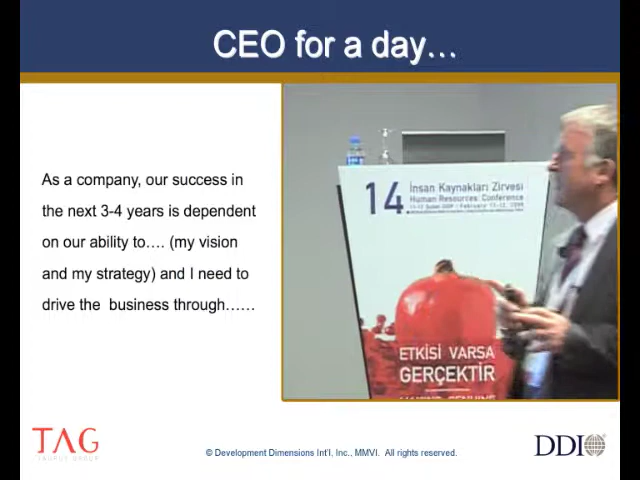 CEO for a day…
As a company, our success in
the next 3-4 years is dependent
on our ability to…. (my vision
and my strategy) and I need to
drive the business through……
14
İnsan Kaynakları Zirvesi
Human Resources Conference
ETKİSİ VARSA
GERÇEKTİR
TAG
© Development Dimensions Int'l, Inc., MMVI. All rights reserved.
DDI